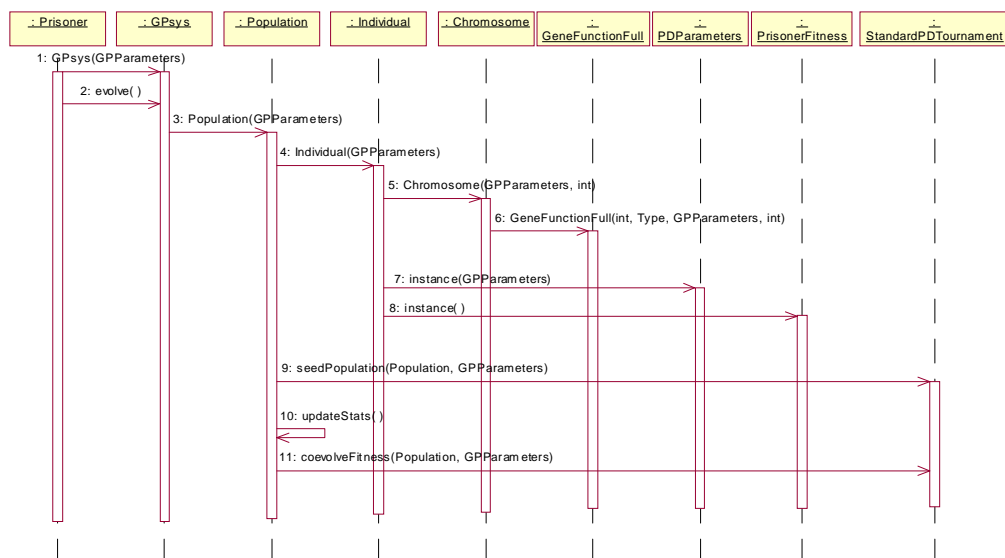 : Prisoner
: GPsys
: Population
: Individual
: Chromosome
:
GeneFunctionFull
:
PDParameters
:
PrisonerFitness
:
StandardPDTournament
1: GPsys(GPParameters)
2: evolve( )
3: Population(GPParameters)
4: Individual(GPParameters)
5: Chromosome(GPParameters, int)
6: GeneFunctionFull(int, Type, GPParameters, int)
7: instance(GPParameters)
8: instance( )
9: seedPopulation(Population, GPParameters)
10: updateStats( )
11: coevolveFitness(Population, GPParameters)